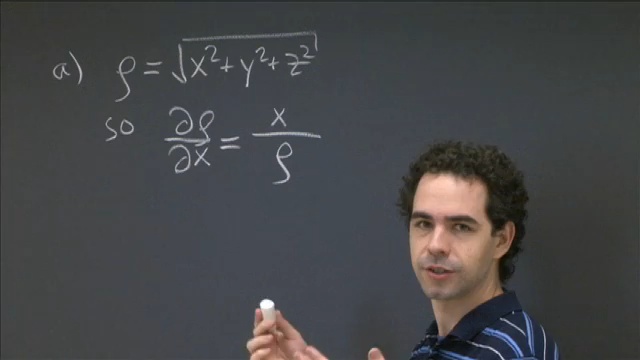 a) ρ = √x² + y² + z²
so ∂ρ/∂x = x/ρ